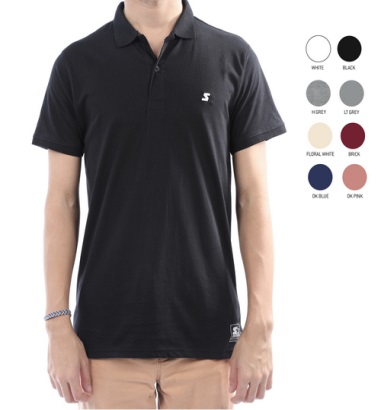 S
WHITE
BLACK
H GREY
LT GREY
FLORAL WHITE
BRICK
DK BLUE
DK PINK
S